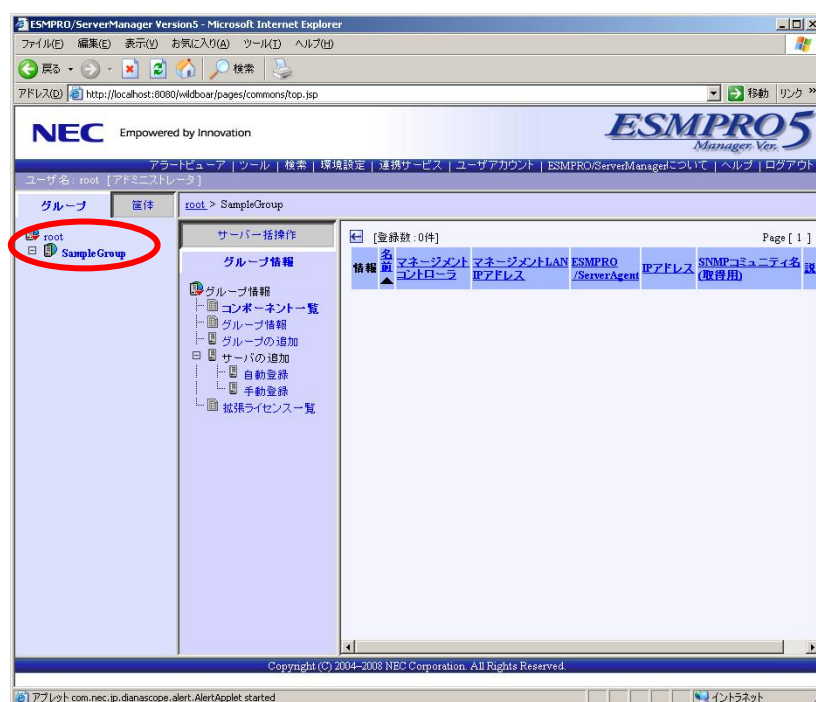 ESMPRO/ServerManager Version5 - Microsoft Internet Explorer
ファイル(F) 編集(E) 表示(V) お気に入り(A) ツール(T) ヘルプ(H)
戻る 検索
アドレス(D) http://localhost:8080/wildboar/pages/commons/top.jsp 移動 リンク »
NEC Empowered by Innovation
ESMPRO5
Manager Ver.
アラートビューア | ツール | 検索 | 環境設定 | 連携サービス | ユーザアカウント | ESMPRO/ServerManagerについて | ヘルプ | ログアウト
ユーザ名 : root [アドミニストレータ]
グループ 筐体
root > SampleGroup
root
SampleGroup
サーバー括操作
グループ情報
グループ情報
コンポーネント一覧
グループ情報
グループの追加
サーバの追加
自動登録
手動登録
拡張ライセンス一覧
[登録数 : 0件] Page [ 1 ]
情報 名前▲ マネージメントコントローラ マネージメントLAN IPアドレス ESMPRO/ServerAgent IPアドレス SNMPコミュニティ名(取得用) 説
Copyright (C) 2004-2008 NEC Corporation. All Rights Reserved.
アプレット com.nec.jp.dianascope.alert.AlertApplet started イントラネット